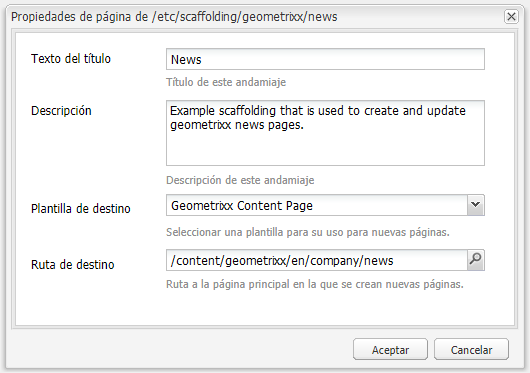 Propiedades de página de /etc/scaffolding/geometrixx/news
Texto del título
News
Título de este andamiaje
Descripción
Example scaffolding that is used to create and update
geometrixx news pages.
Descripción de este andamiaje
Plantilla de destino
Geometrixx Content Page
Seleccionar una plantilla para su uso para nuevas páginas.
Ruta de destino
/content/geometrixx/en/company/news
Ruta a la página principal en la que se crean nuevas páginas.
Aceptar
Cancelar